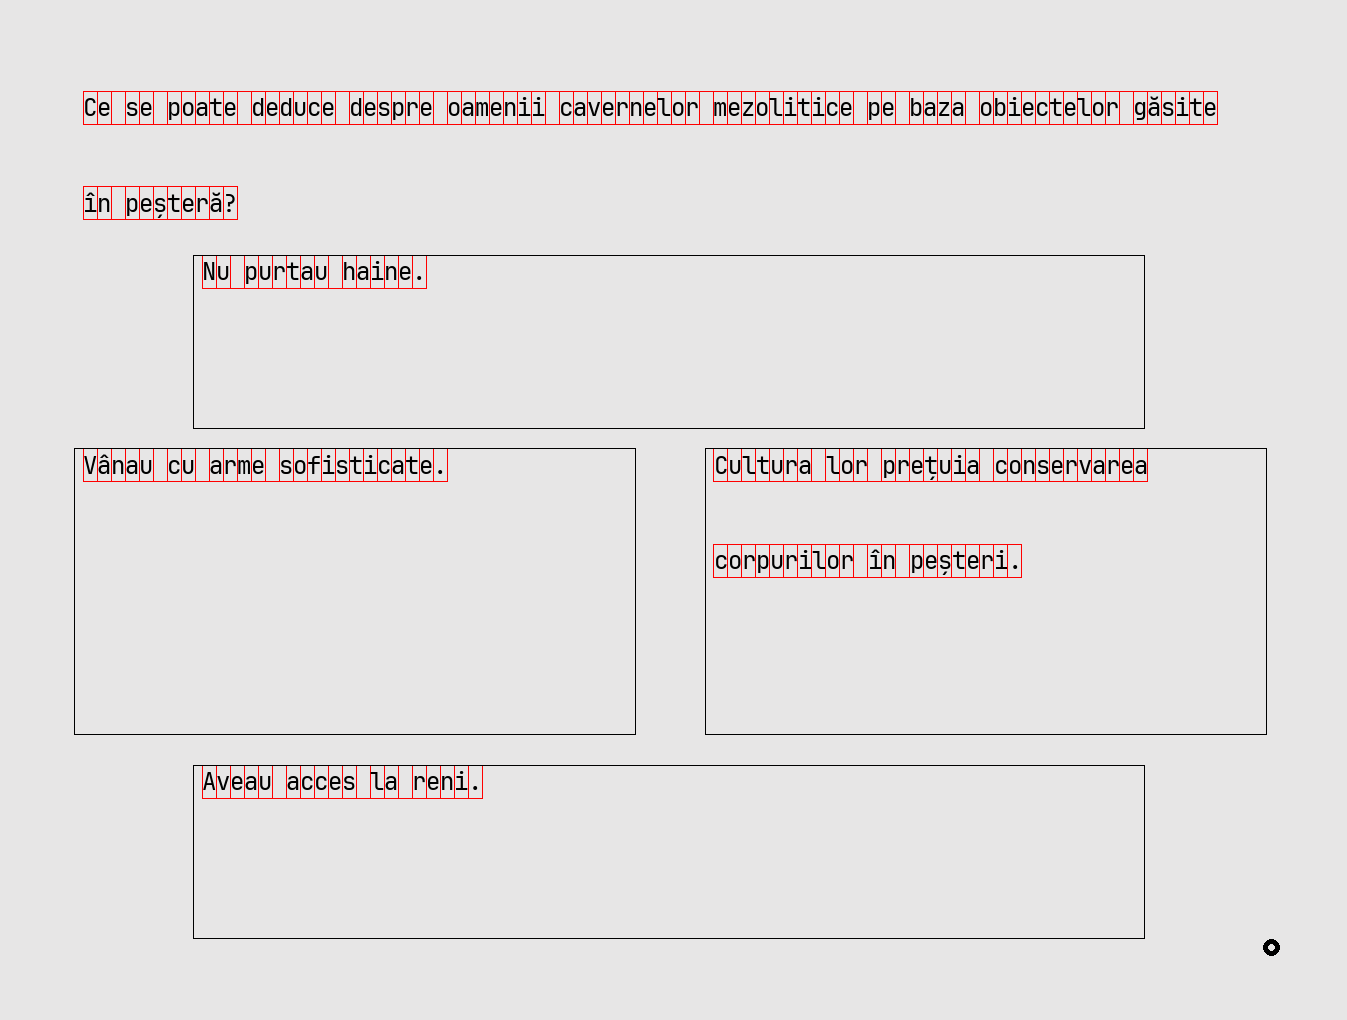 Ce se poate deduce despre oamenii cavernelor mezolitice pe baza obiectelor găsite
în peșteră?
Nu purtau haine.
Vânau cu arme sofisticate.
Cultura lor prețuia conservarea
corpurilor în peșteri.
Aveau acces la reni.